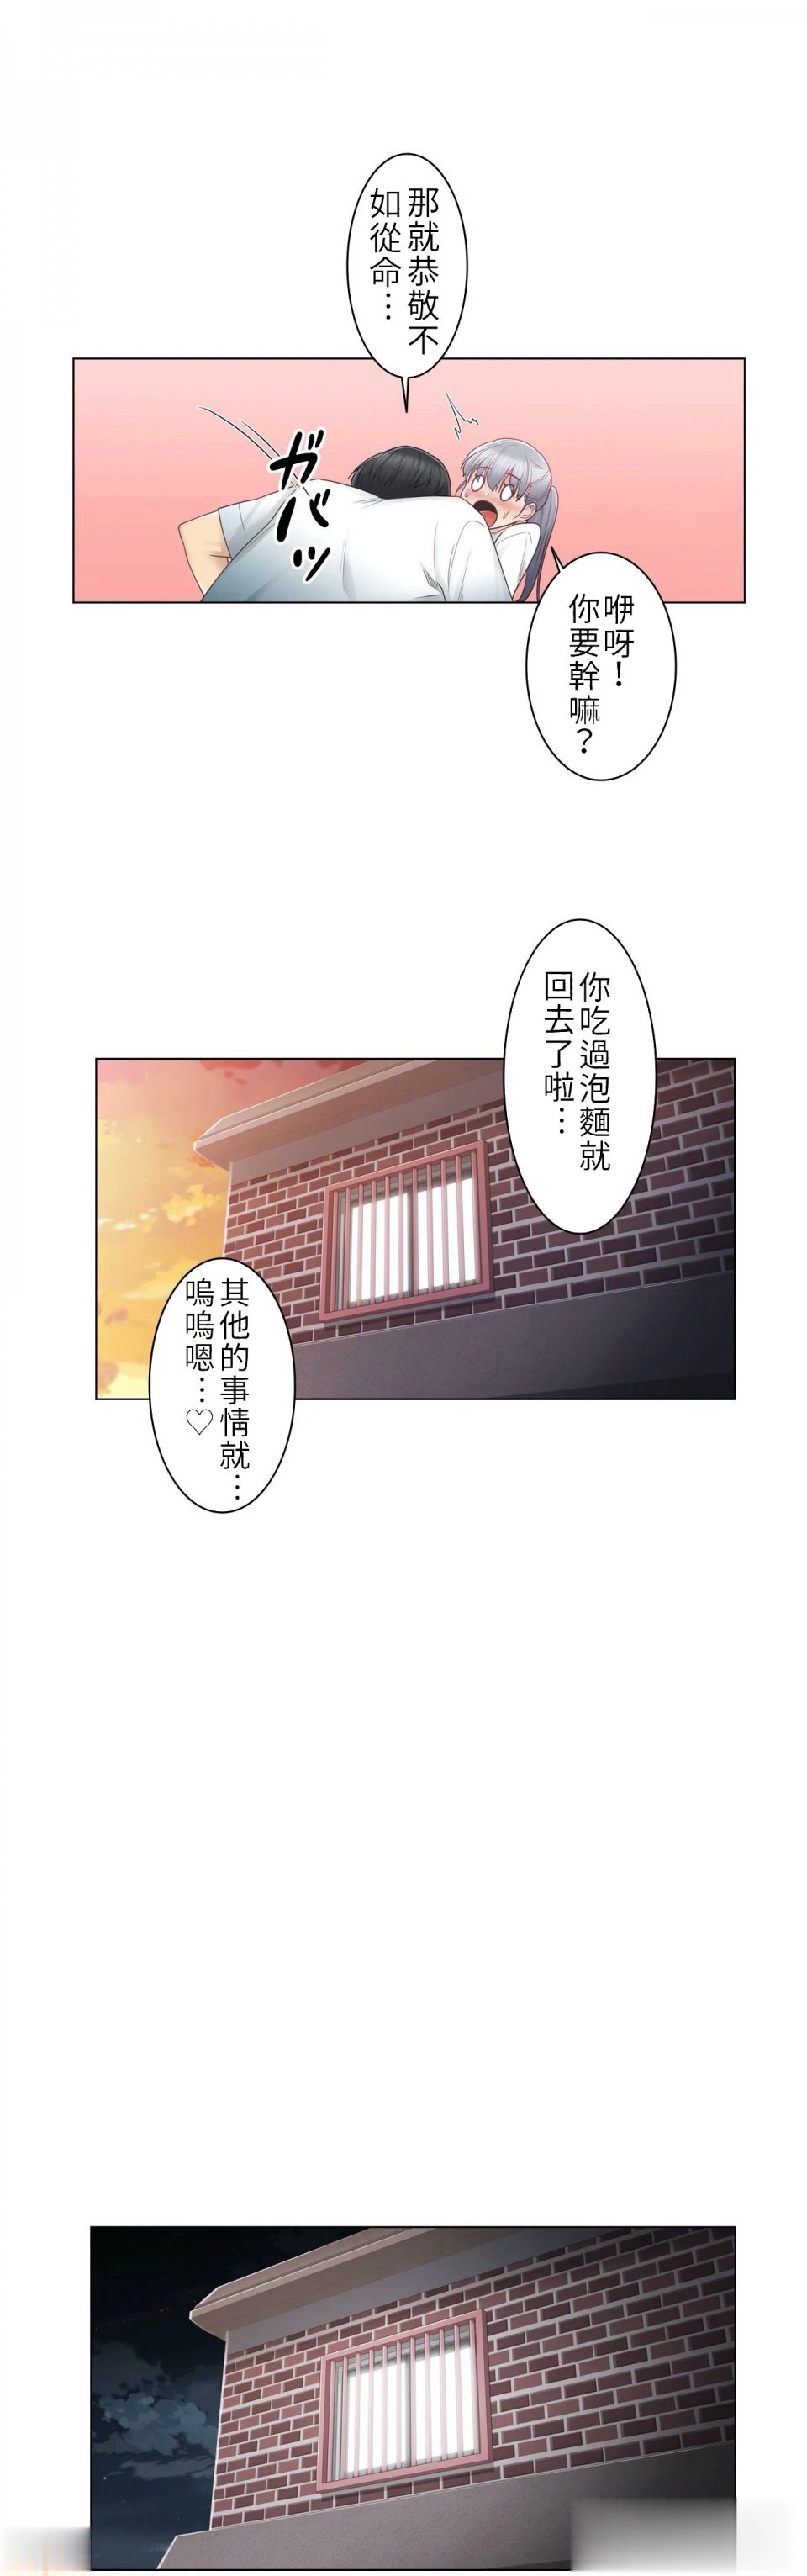 那就恭敬不
如從命…
ガバッ
咿呀！
你要幹嘛？
你吃過泡麵就
回去了啦…
其他的事情就…
嗚嗚嗯…♡